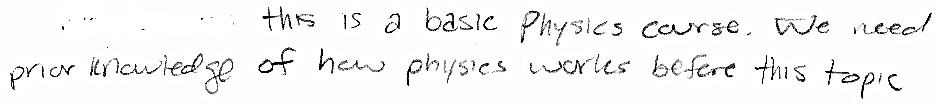 this is a basic Physics course. We need
prior knowledge of how physics works before this topic